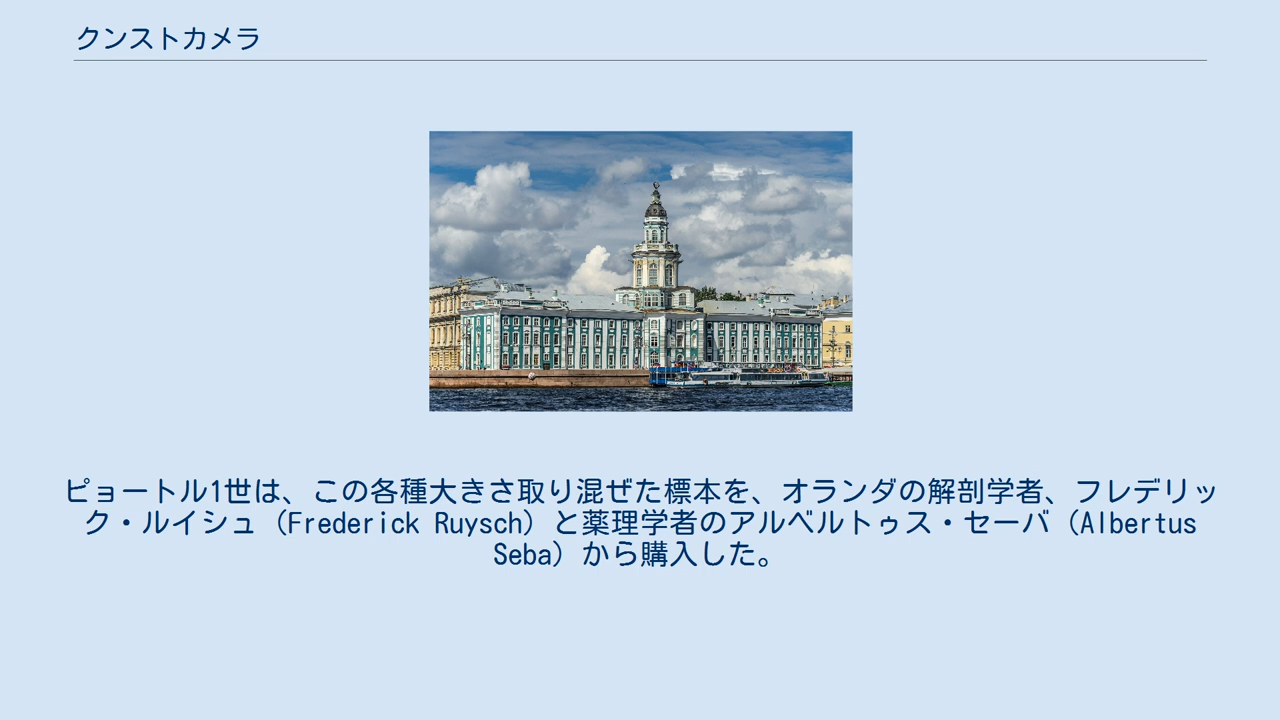 クンストカメラ
ピョートル1世は、この各種大きさ取り混ぜた標本を、オランダの解剖学者、フレデリッ
ク・ルイシュ（Frederick Ruysch）と薬理学者のアルベルトゥス・セーバ（Albertus
Seba）から購入した。